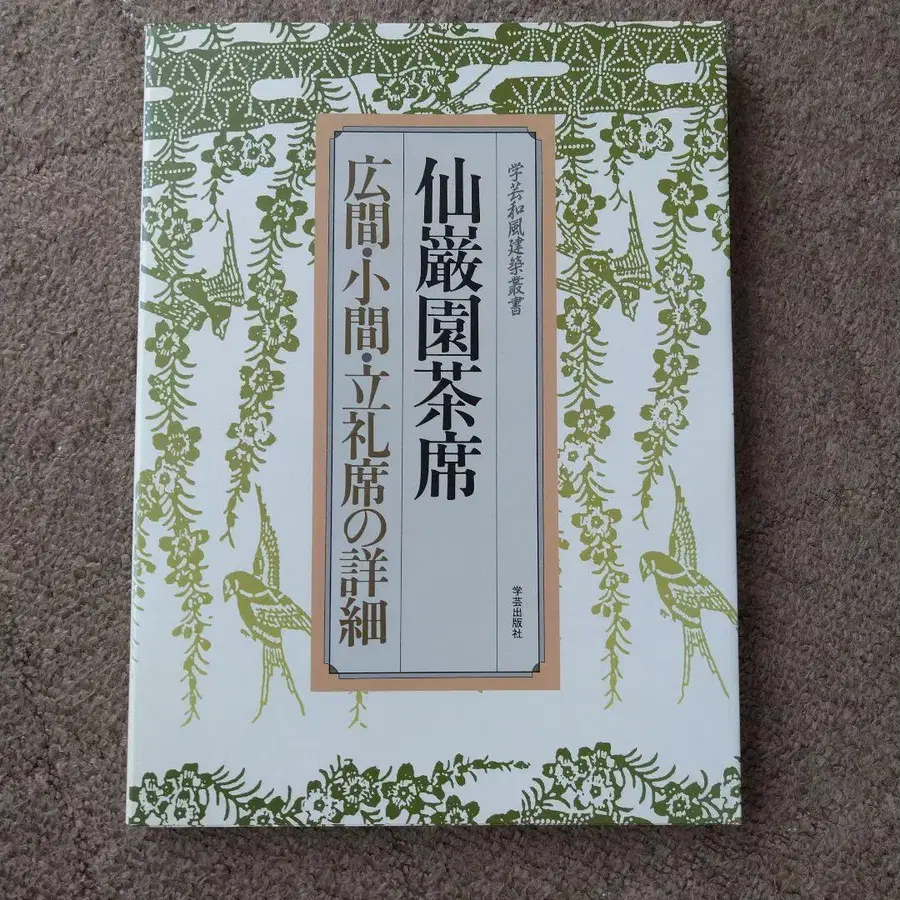 学芸和風建築叢書
仙巌園茶席
広間・小間・立礼席の詳細
学芸出版社